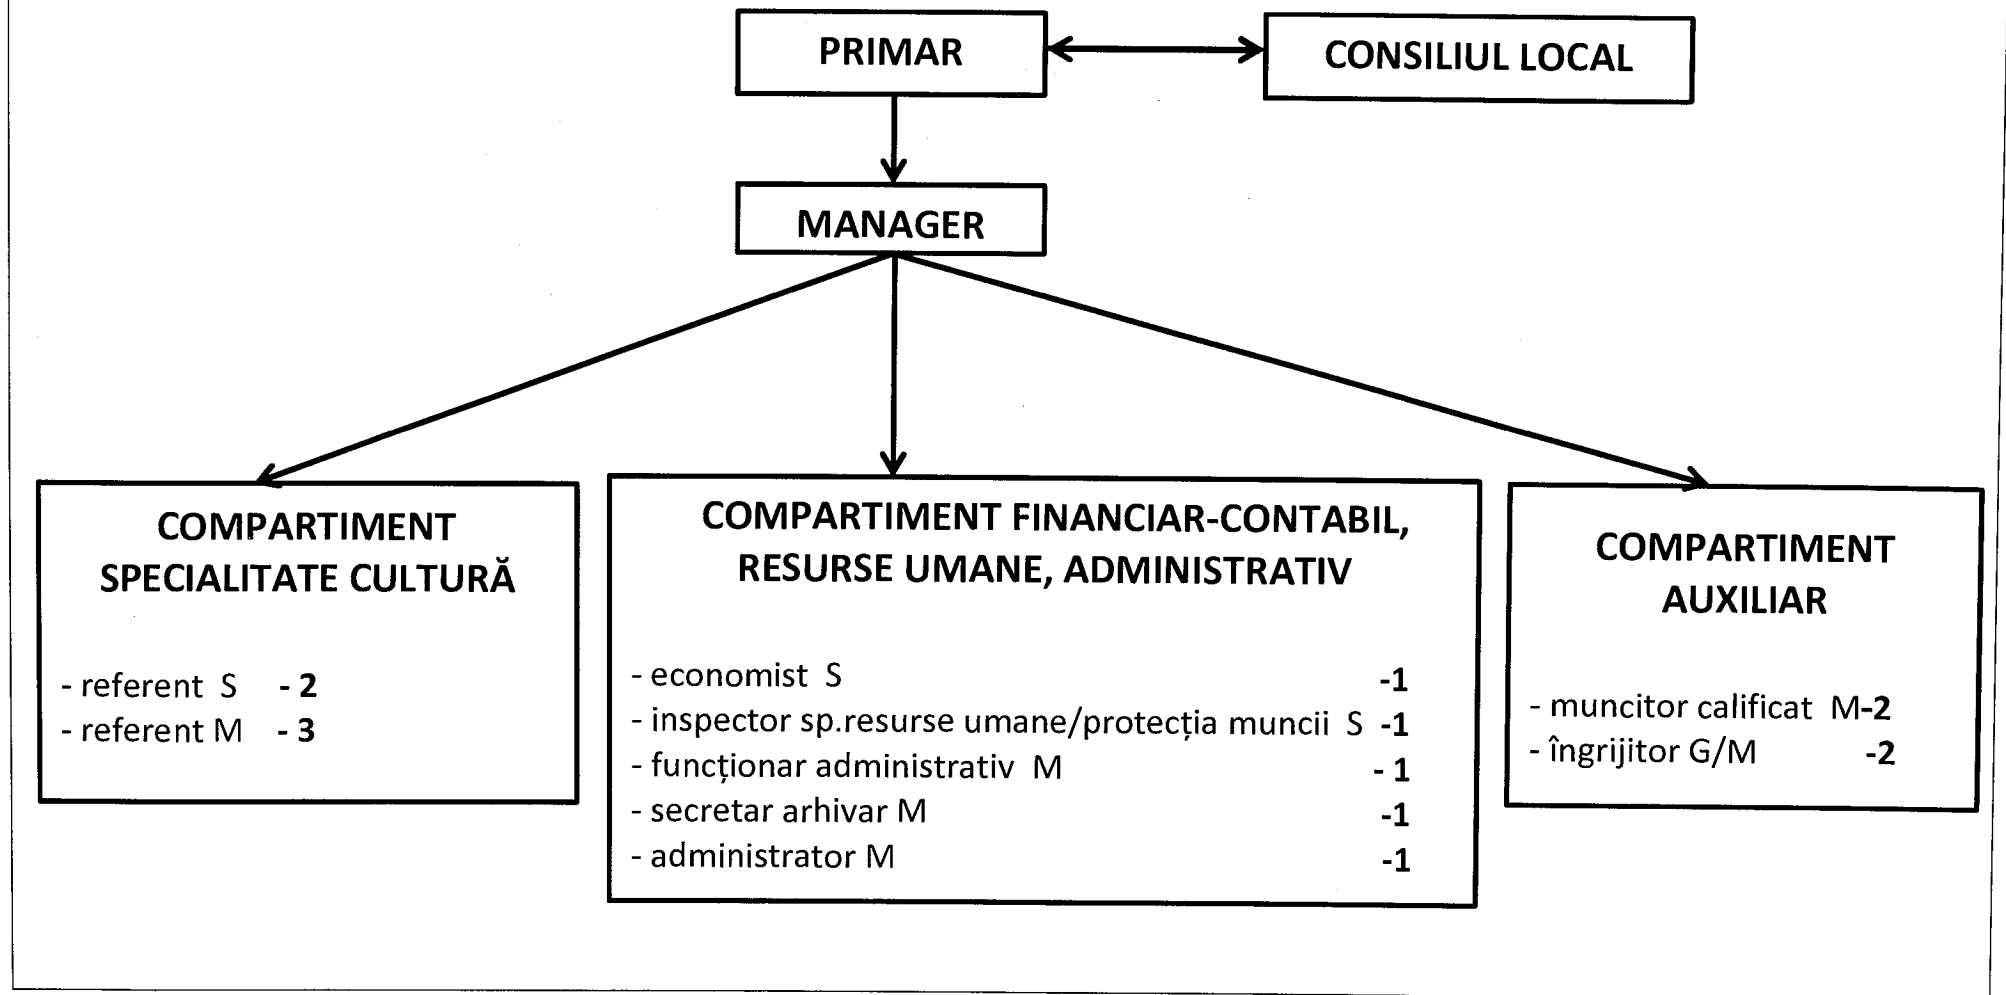 PRIMAR
CONSILIUL LOCAL
MANAGER
COMPARTIMENT
SPECIALITATE CULTURĂ
- referent S - 2
- referent M - 3
COMPARTIMENT FINANCIAR-CONTABIL,
RESURSE UMANE, ADMINISTRATIV
- economist S -1
- inspector sp.resurse umane/protecția muncii S -1
- funcționar administrativ M - 1
- secretar arhivar M -1
- administrator M -1
COMPARTIMENT
AUXILIAR
- muncitor calificat M-2
- îngrijitor G/M -2